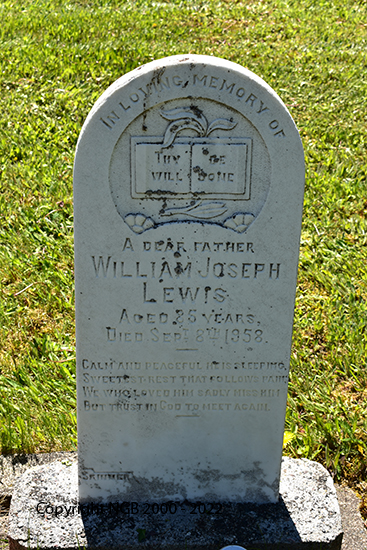 IN LOVING MEMORY OF
THY BE
WILL DONE
A DEAR FATHER
WILLIAM JOSEPH
LEWIS
AGED 85 YEARS.
DIED SEPT 8TH 1958.
CALM AND PEACEFUL HE IS SLEEPING,
SWEETEST REST THAT FOLLOWS PAIN
WE WHO LOVED HIM SADLY MISS HIM
BUT TRUST IN GOD TO MEET AGAIN.
SKINNER
Copyright NGB 2000 - 2022